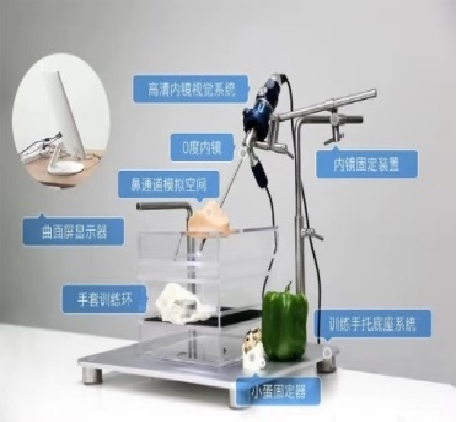 高清内镜视觉系统
0度内镜
内镜固定装置
鼻通道模拟空间
曲面屏显示器
手套训练环
训练手托底座系统
小蛋固定器